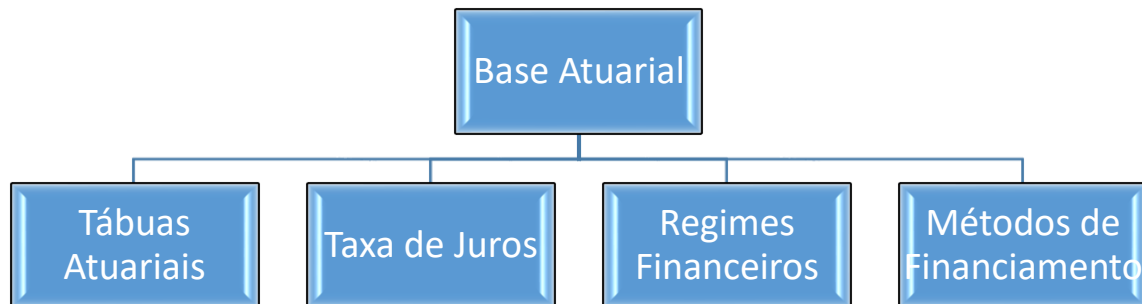 Base Atuarial
Tábuas
Atuariais
Taxa de Juros
Regimes
Financeiros
Métodos de
Financiamento